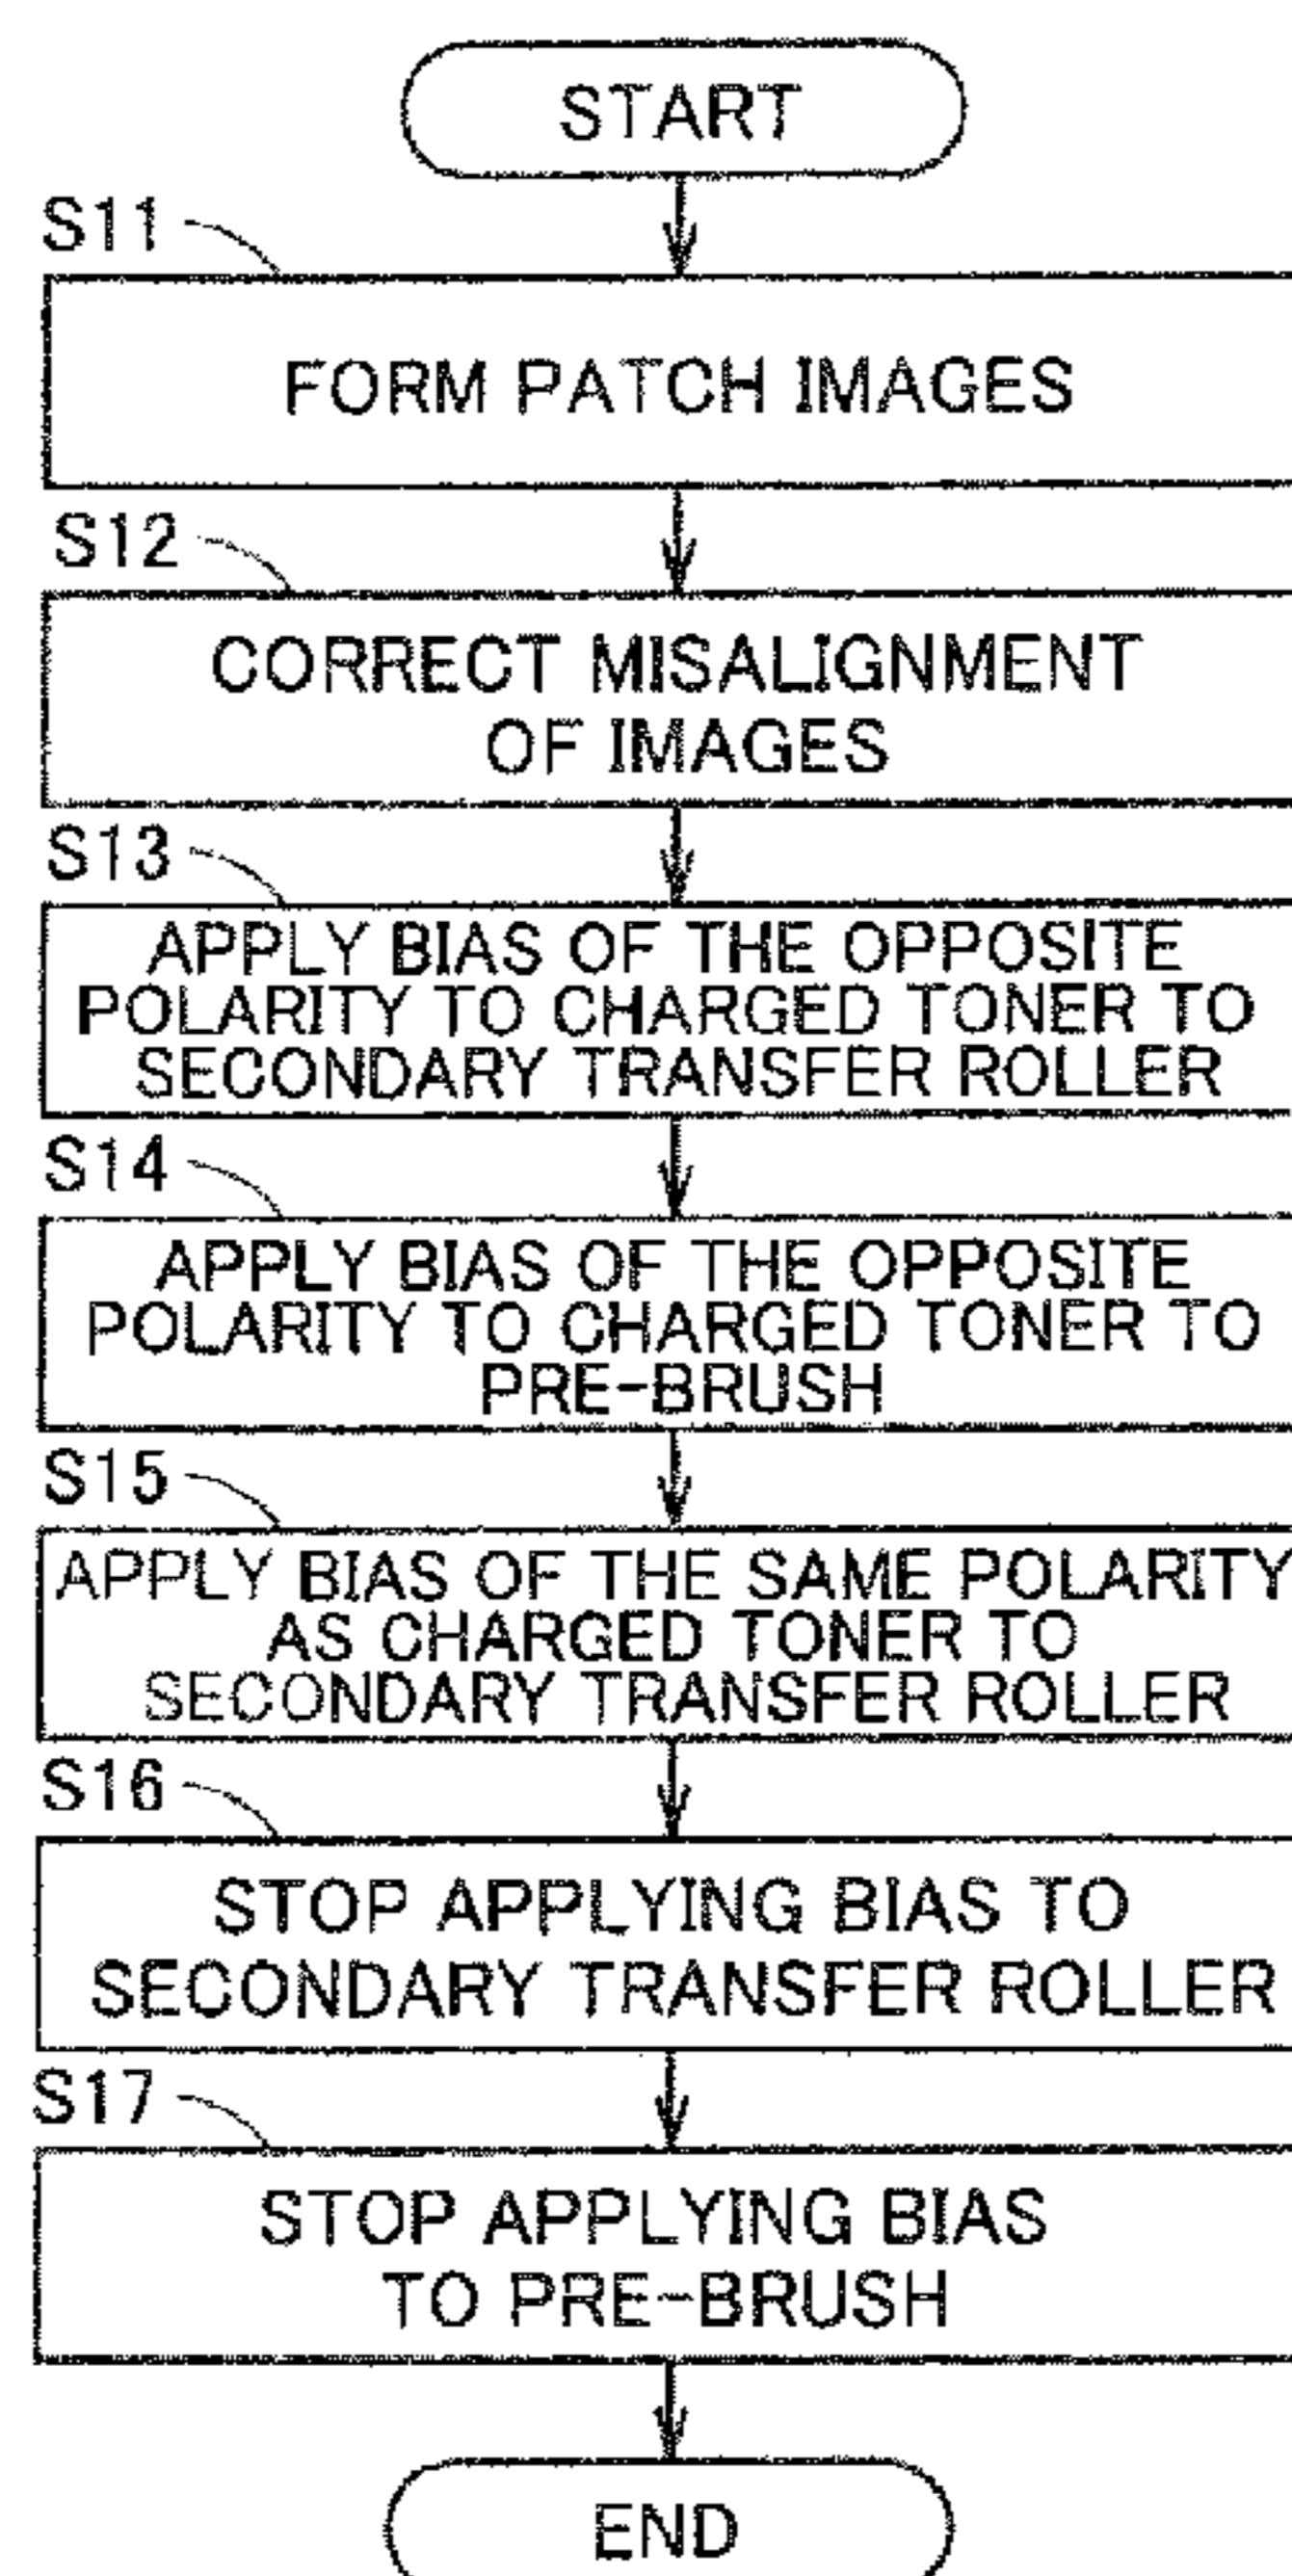 START
S11
FORM PATCH IMAGES
S12
CORRECT MISALIGNMENT
OF IMAGES
S13
APPLY BIAS OF THE OPPOSITE
POLARITY TO CHARGED TONER TO
SECONDARY TRANSFER ROLLER
S14
APPLY BIAS OF THE OPPOSITE
POLARITY TO CHARGED TONER TO
PRE-BRUSH
S15
APPLY BIAS OF THE SAME POLARITY
AS CHARGED TONER TO
SECONDARY TRANSFER ROLLER
S16
STOP APPLYING BIAS TO
SECONDARY TRANSFER ROLLER
S17
STOP APPLYING BIAS
TO PRE-BRUSH
END